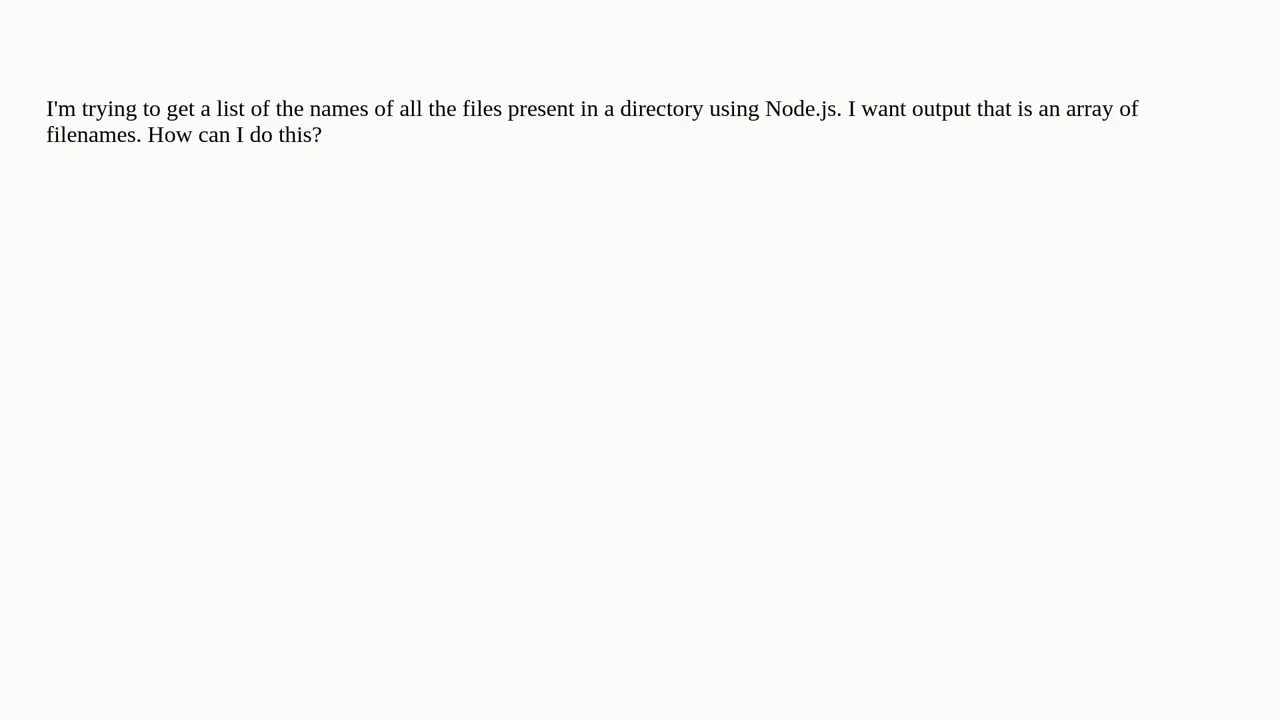 I'm trying to get a list of the names of all the files present in a directory using Node.js. I want output that is an array of
filenames. How can I do this?